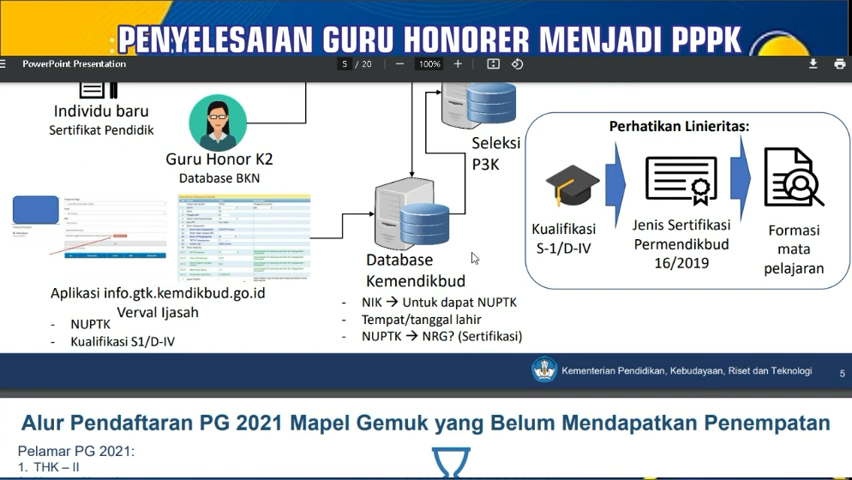 PENYELESAIAN GURU HONORER MENJADI PPPK
PowerPoint Presentation
5 / 20
100%
Individu baru
Sertifikat Pendidik
Guru Honor K2
Database BKN
Seleksi
P3K
Perhatikan Linieritas:
Kualifikasi
S-1/D-IV
Jenis Sertifikasi
Permendikbud
16/2019
Formasi
mata
pelajaran
Database
Kemendikbud
- NIK → Untuk dapat NUPTK
- Tempat/tanggal lahir
- NUPTK → NRG? (Sertifikasi)
Aplikasi info.gtk.kemdikbud.go.id
Verval Ijasah
- NUPTK
- Kualifikasi S1/D-IV
Kementerian Pendidikan, Kebudayaan, Riset dan Teknologi
5
Alur Pendaftaran PG 2021 Mapel Gemuk yang Belum Mendapatkan Penempatan
Pelamar PG 2021:
1. THK – II